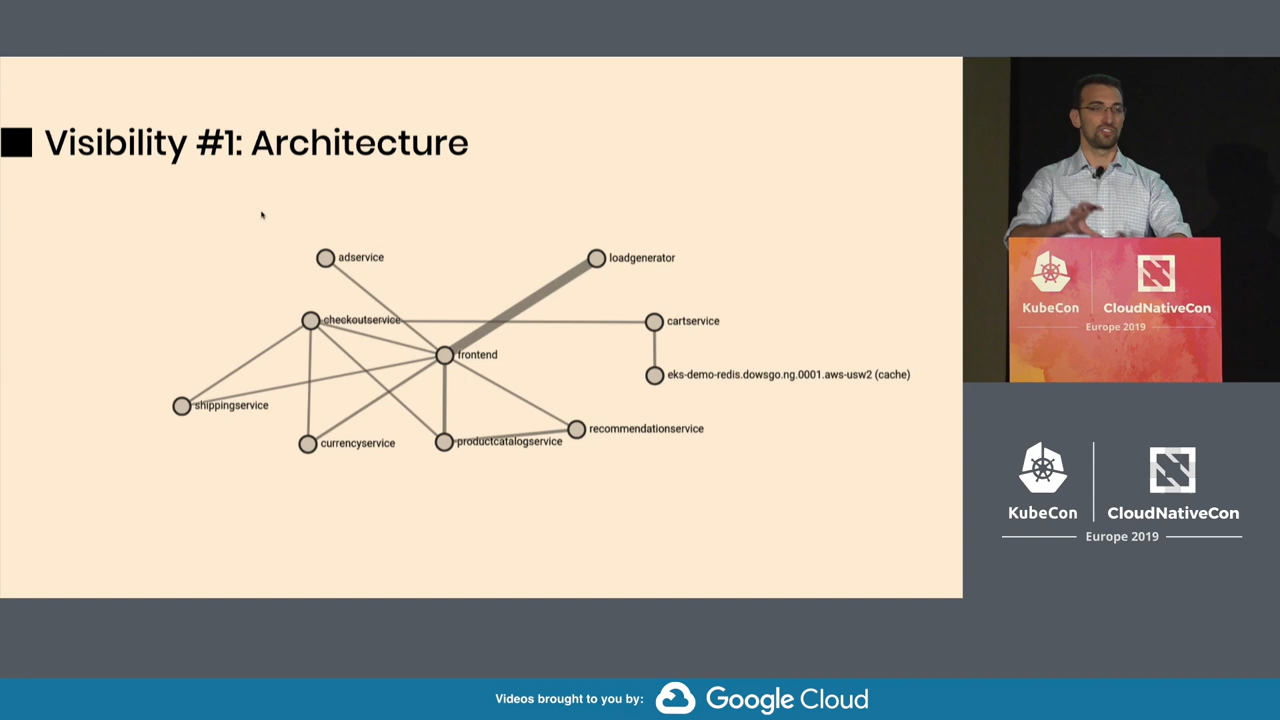 Visibility #1: Architecture
adservice
loadgenerator
checkoutservice
cartservice
frontend
eks-demo-redis.dowsgo.ng.0001.aws-usw2 (cache)
shippingservice
recommendationservice
currencyservice
productcatalogservice
KubeCon
CloudNativeCon
Europe 2019
KubeCon
CloudNativeCon
Europe 2019
Videos brought to you by:
Google Cloud